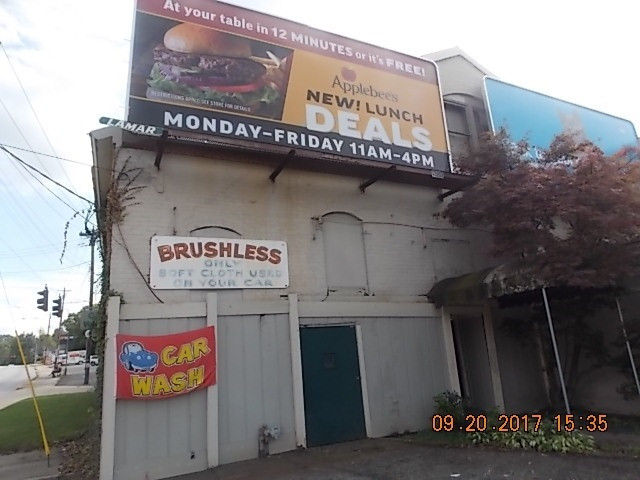 At your table in 12 MINUTES or it's FREE!
Applebee's
NEW! LUNCH
DEALS
MONDAY-FRIDAY 11AM-4PM
LAMAR
BRUSHLESS
ONLY
SOFT CLOTH USED
ON YOUR CAR
CAR
WASH
09.20.2017 15:35